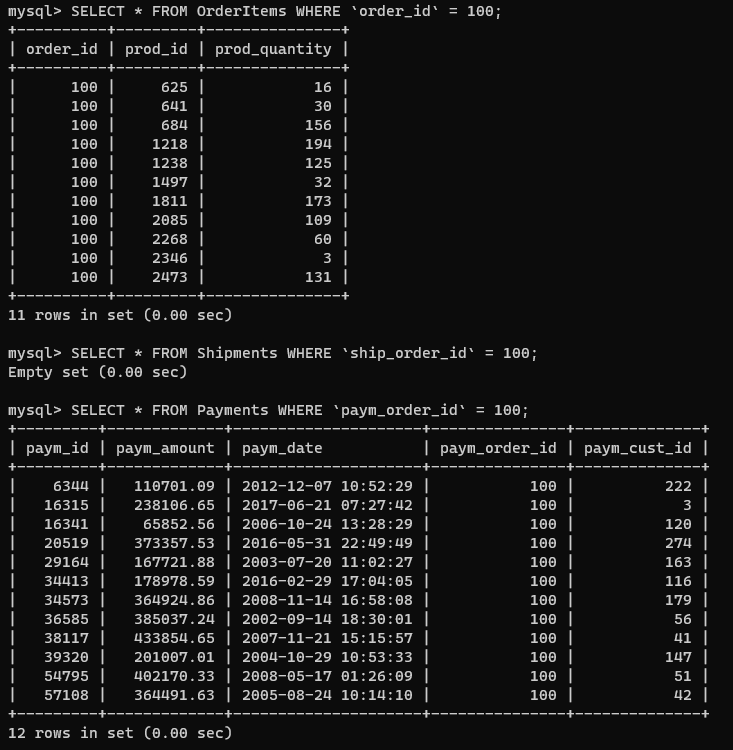 mysql> SELECT * FROM OrderItems WHERE `order_id` = 100;
+----------+---------+---------------+
| order_id | prod_id | prod_quantity |
+----------+---------+---------------+
|      100 |     625 |            16 |
|      100 |     641 |            30 |
|      100 |     684 |           156 |
|      100 |    1218 |           194 |
|      100 |    1238 |           125 |
|      100 |    1497 |            32 |
|      100 |    1811 |           173 |
|      100 |    2085 |           109 |
|      100 |    2268 |            60 |
|      100 |    2346 |             3 |
|      100 |    2473 |           131 |
+----------+---------+---------------+
11 rows in set (0.00 sec)

mysql> SELECT * FROM Shipments WHERE `ship_order_id` = 100;
Empty set (0.00 sec)

mysql> SELECT * FROM Payments WHERE `paym_order_id` = 100;
+---------+-------------+---------------------+---------------+--------------+
| paym_id | paym_amount | paym_date           | paym_order_id | paym_cust_id |
+---------+-------------+---------------------+---------------+--------------+
|    6344 |   110701.09 | 2012-12-07 10:52:29 |           100 |          222 |
|   16315 |   238106.65 | 2017-06-21 07:27:42 |           100 |            3 |
|   16341 |    65852.56 | 2006-10-24 13:28:29 |           100 |          120 |
|   20519 |   373357.53 | 2016-05-31 22:49:49 |           100 |          274 |
|   29164 |   167721.88 | 2003-07-20 11:02:27 |           100 |          163 |
|   34413 |   178978.59 | 2016-02-29 17:04:05 |           100 |          116 |
|   34573 |   364924.86 | 2008-11-14 16:58:08 |           100 |          179 |
|   36585 |   385037.24 | 2002-09-14 18:30:01 |           100 |           56 |
|   38117 |   433854.65 | 2007-11-21 15:15:57 |           100 |           41 |
|   39320 |   201007.01 | 2004-10-29 10:53:33 |           100 |          147 |
|   54795 |   402170.33 | 2008-05-17 01:26:09 |           100 |           51 |
|   57108 |   364491.63 | 2005-08-24 10:14:10 |           100 |           42 |
+---------+-------------+---------------------+---------------+--------------+
12 rows in set (0.00 sec)